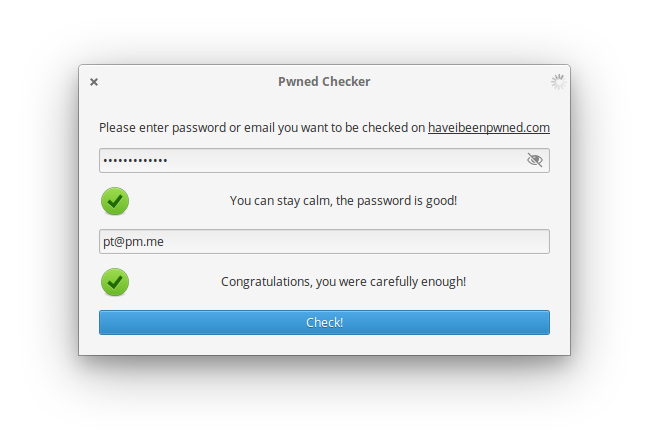 Pwned Checker
Please enter password or email you want to be checked on haveibeenpwned.com
•••••••••••••
You can stay calm, the password is good!
pt@pm.me
Congratulations, you were carefully enough!
Check!